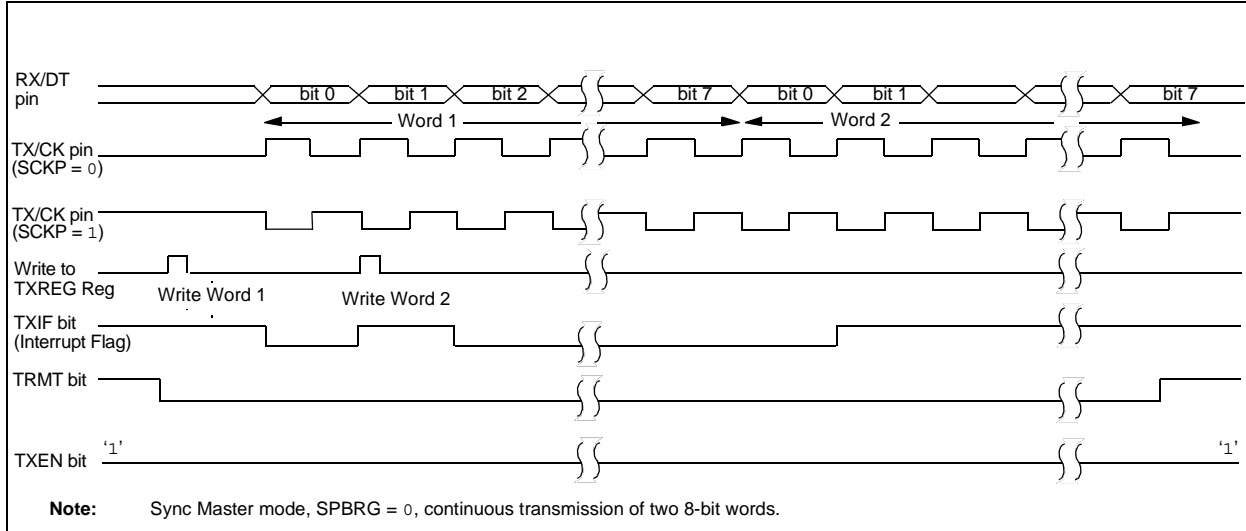 RX/DT
pin
bit 0 bit 1 bit 2 bit 7 bit 0 bit 1 bit 7
Word 1 Word 2
TX/CK pin
(SCKP = 0)
TX/CK pin
(SCKP = 1)
Write to
TXREG Reg
Write Word 1 Write Word 2
TXIF bit
(Interrupt Flag)
TRMT bit
TXEN bit ‘1’ ‘1’
Note: Sync Master mode, SPBRG = 0, continuous transmission of two 8-bit words.